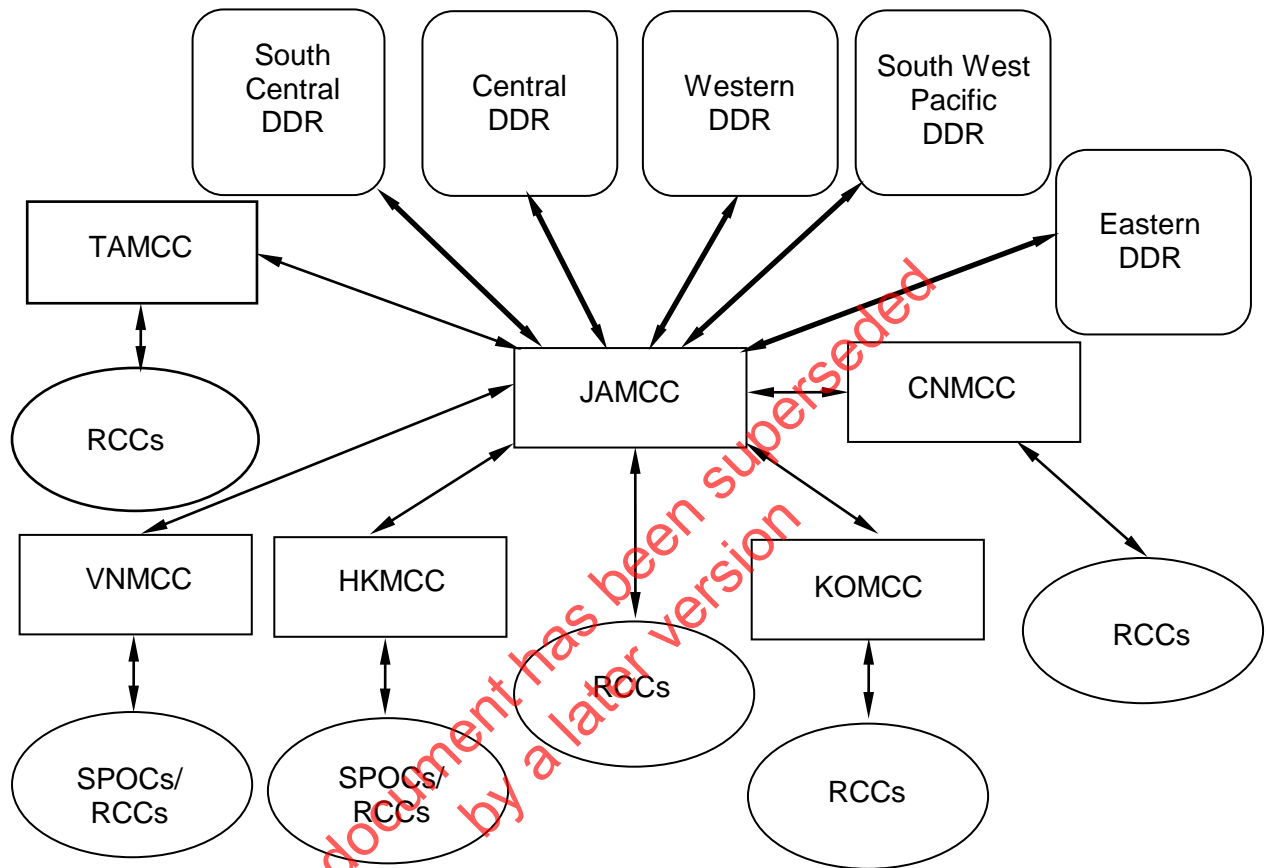 South
Central
DDR
Central
DDR
Western
DDR
South West
Pacific
DDR
Eastern
DDR
TAMCC
JAMCC
CNMCC
RCCs
VNMCC
HKMCC
KOMCC
RCCs
RCCs
SPOCs/
RCCs
SPOCs/
RCCs
RCCs
document has been superseded
by a later version